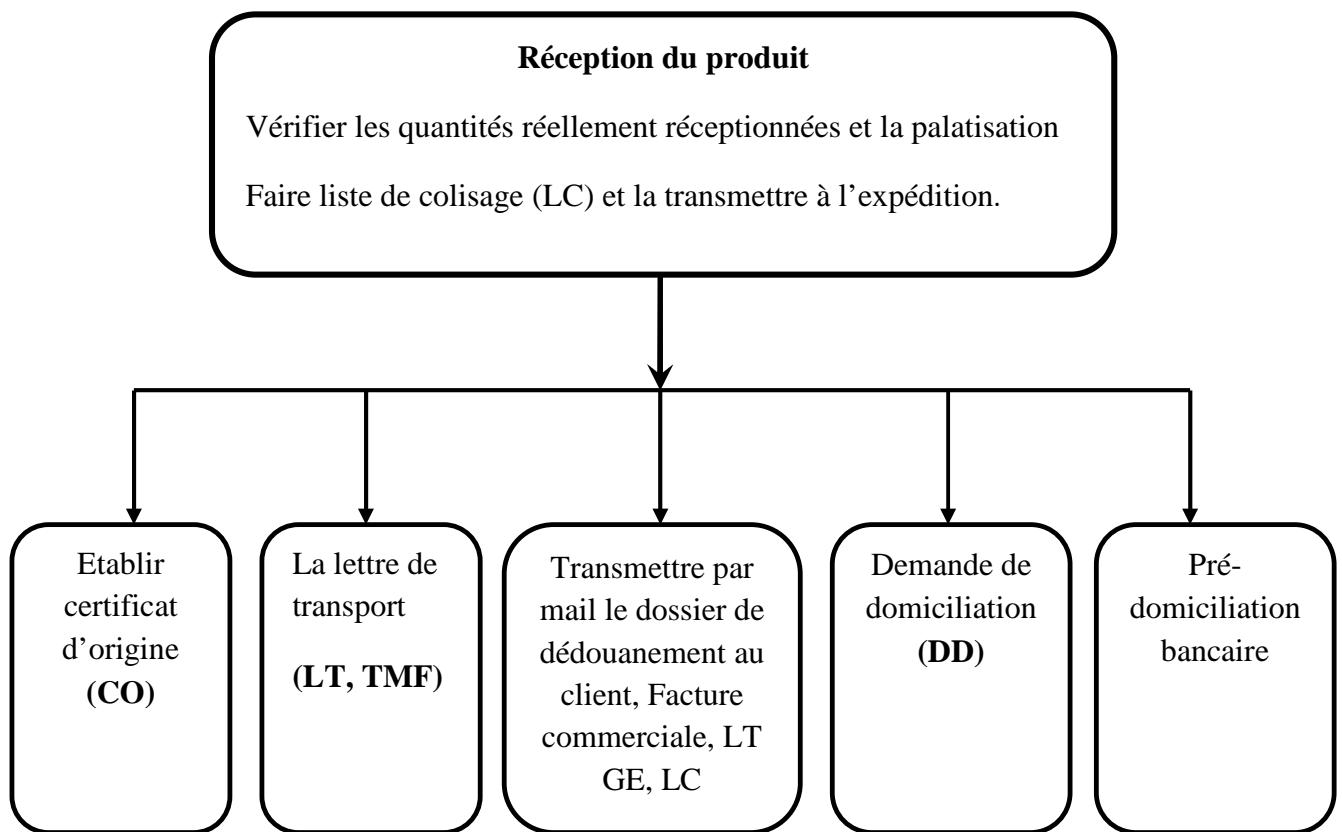 Réception du produit
Vérifier les quantités réellement réceptionnées et la palatisation
Faire liste de colisage (LC) et la transmettre à l’expédition.
Etablir
certificat
d’origine
(CO)
La lettre de
transport
(LT, TMF)
Transmettre par
mail le dossier de
dédouanement au
client, Facture
commerciale, LT
GE, LC
Demande de
domiciliation
(DD)
Pré-
domiciliation
bancaire